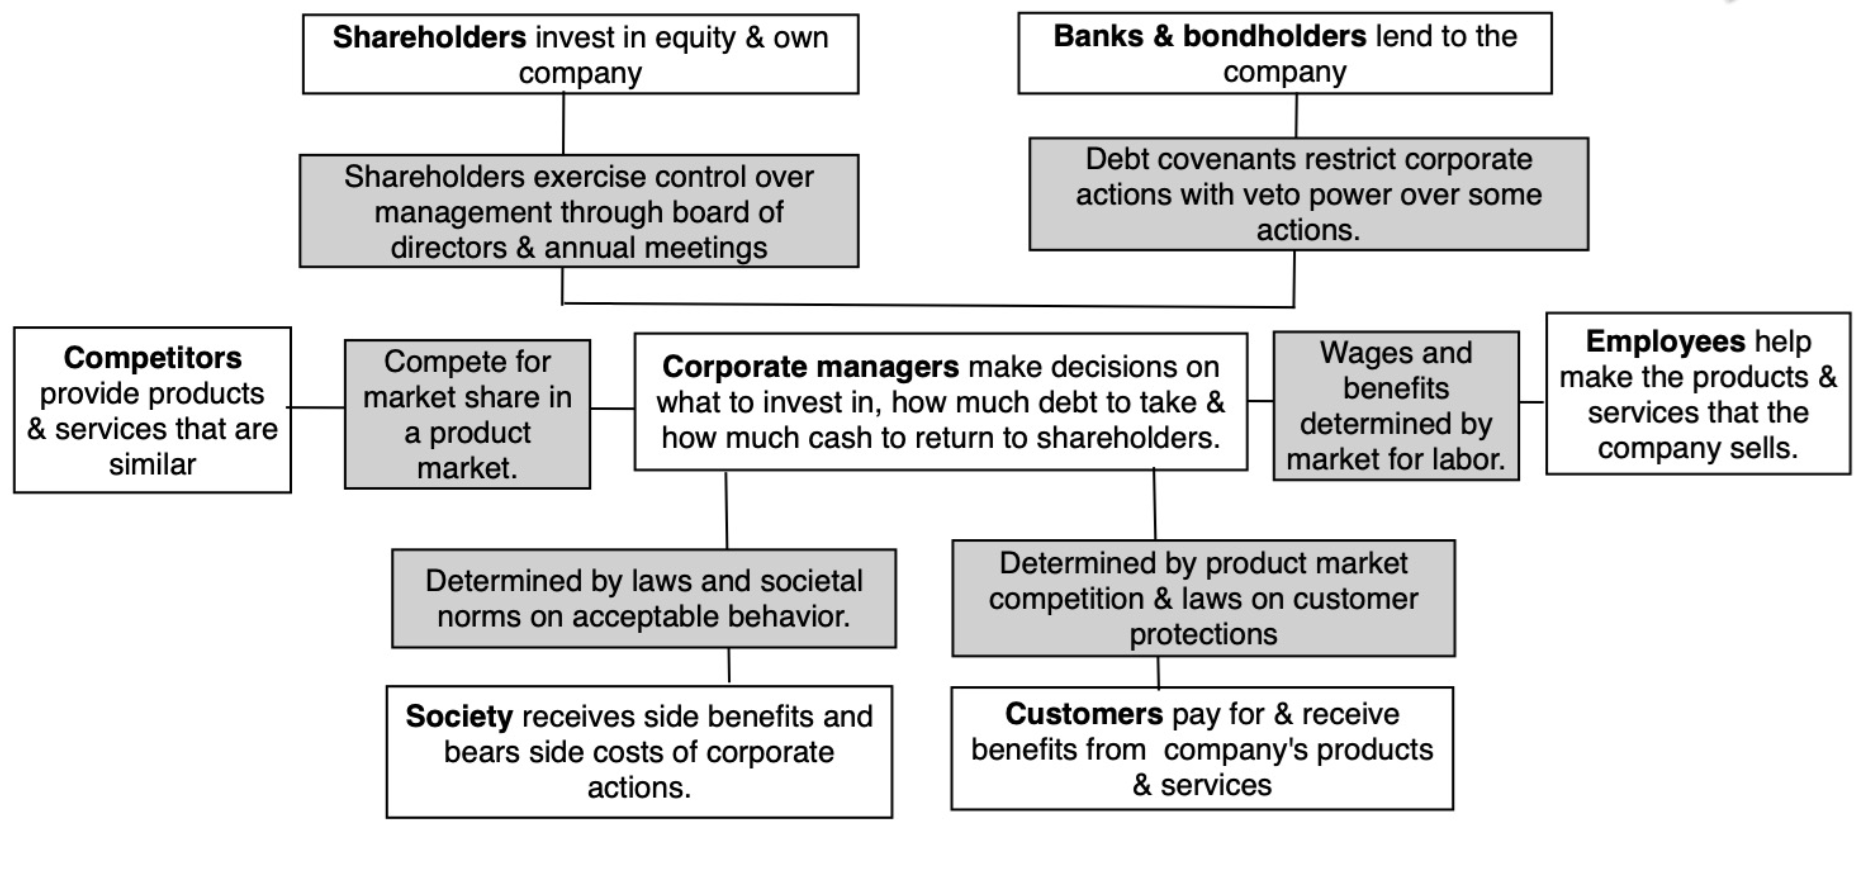 Shareholders invest in equity & own
company
Banks & bondholders lend to the
company
Shareholders exercise control over
management through board of
directors & annual meetings
Debt covenants restrict corporate
actions with veto power over some
actions.
Competitors
provide products
& services that are
similar
Compete for
market share in
a product
market.
Corporate managers make decisions on
what to invest in, how much debt to take &
how much cash to return to shareholders.
Wages and
benefits
determined by
market for labor.
Employees help
make the products &
services that the
company sells.
Determined by laws and societal
norms on acceptable behavior.
Determined by product market
competition & laws on customer
protections
Society receives side benefits and
bears side costs of corporate
actions.
Customers pay for & receive
benefits from  company's products
& services